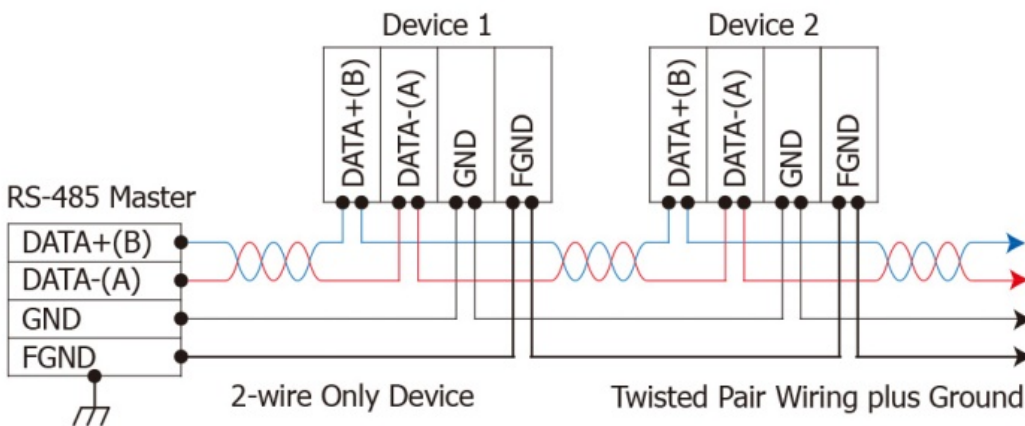 Device 1
Device 2
DATA+(B)
DATA-(A)
GND
FGND
DATA+(B)
DATA-(A)
GND
FGND
RS-485 Master
DATA+(B)
DATA-(A)
GND
FGND
2-wire Only Device
Twisted Pair Wiring plus Ground